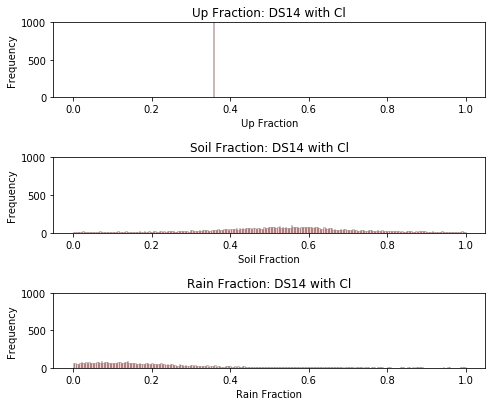 Up Fraction: DS14 with Cl
1000
500
0
Frequency
0.0 0.2 0.4 0.6 0.8 1.0
Up Fraction
Soil Fraction: DS14 with Cl
1000
500
0
Frequency
0.0 0.2 0.4 0.6 0.8 1.0
Soil Fraction
Rain Fraction: DS14 with Cl
1000
500
0
Frequency
0.0 0.2 0.4 0.6 0.8 1.0
Rain Fraction